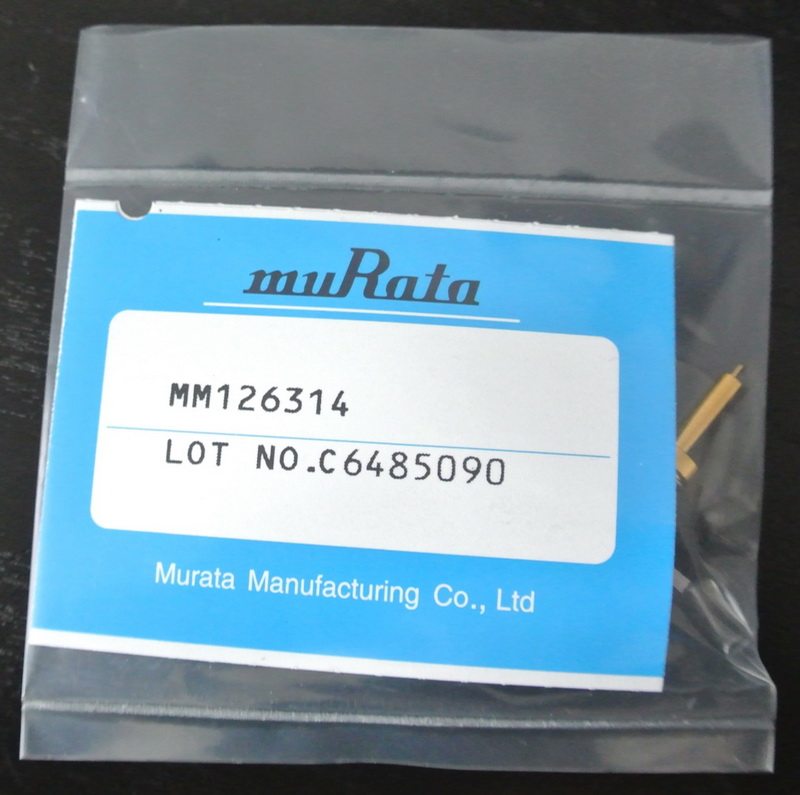 muRata
MM126314
LOT NO.C6485090
Murata Manufacturing Co., Ltd